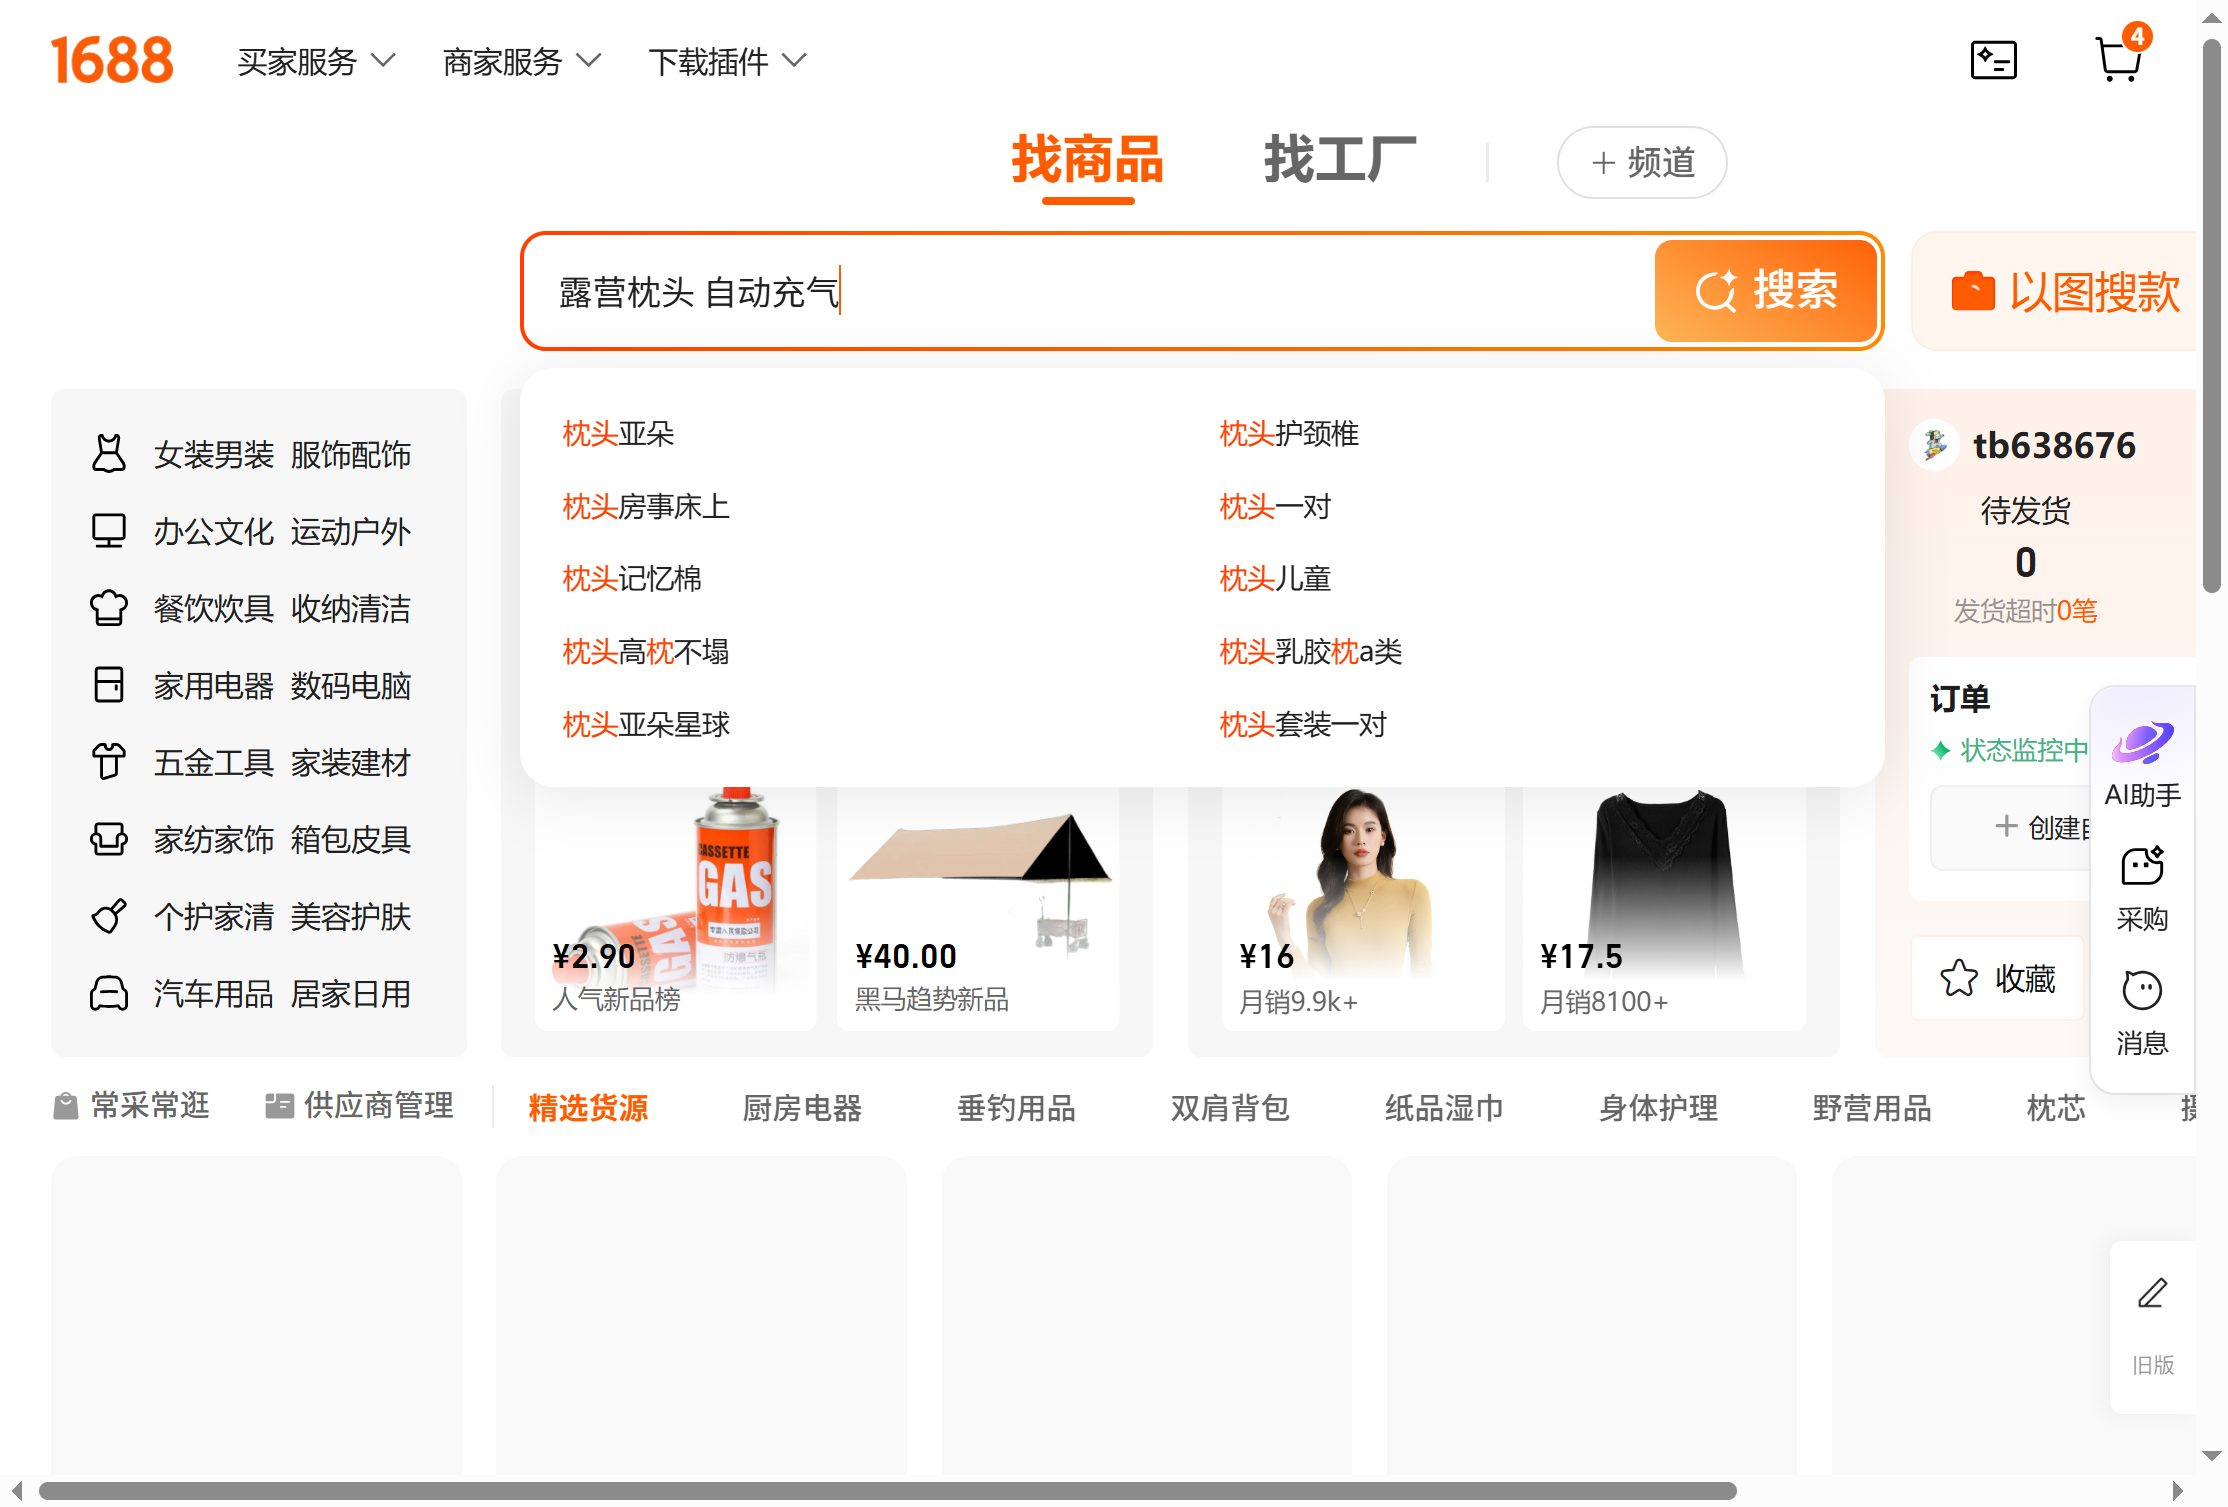 1688 买家服务 商家服务 下载插件 4
找商品 找工厂 + 频道
露营枕头 自动充气 搜索 以图搜款
枕头亚朵 枕头护颈椎
枕头房事床上 枕头一对
枕头记忆棉 枕头儿童
枕头高枕不塌 枕头乳胶枕a类
枕头亚朵星球 枕头套装一对
女装男装 服饰配饰
办公文化 运动户外
餐饮炊具 收纳清洁
家用电器 数码电脑
五金工具 家装建材
家纺家饰 箱包皮具
个护家清 美容护肤
汽车用品 居家日用
CASSETTE
GAS
防爆气瓶
¥2.90
人气新品榜
¥40.00
黑马趋势新品
¥16
月销9.9k+
¥17.5
月销8100+
tb638676
待发货
0
发货超时0笔
订单
状态监控中
+ 创建
收藏
AI助手
采购
消息
常采常逛 供应商管理 精选货源 厨房电器 垂钓用品 双肩背包 纸品湿巾 身体护理 野营用品 枕芯
旧版